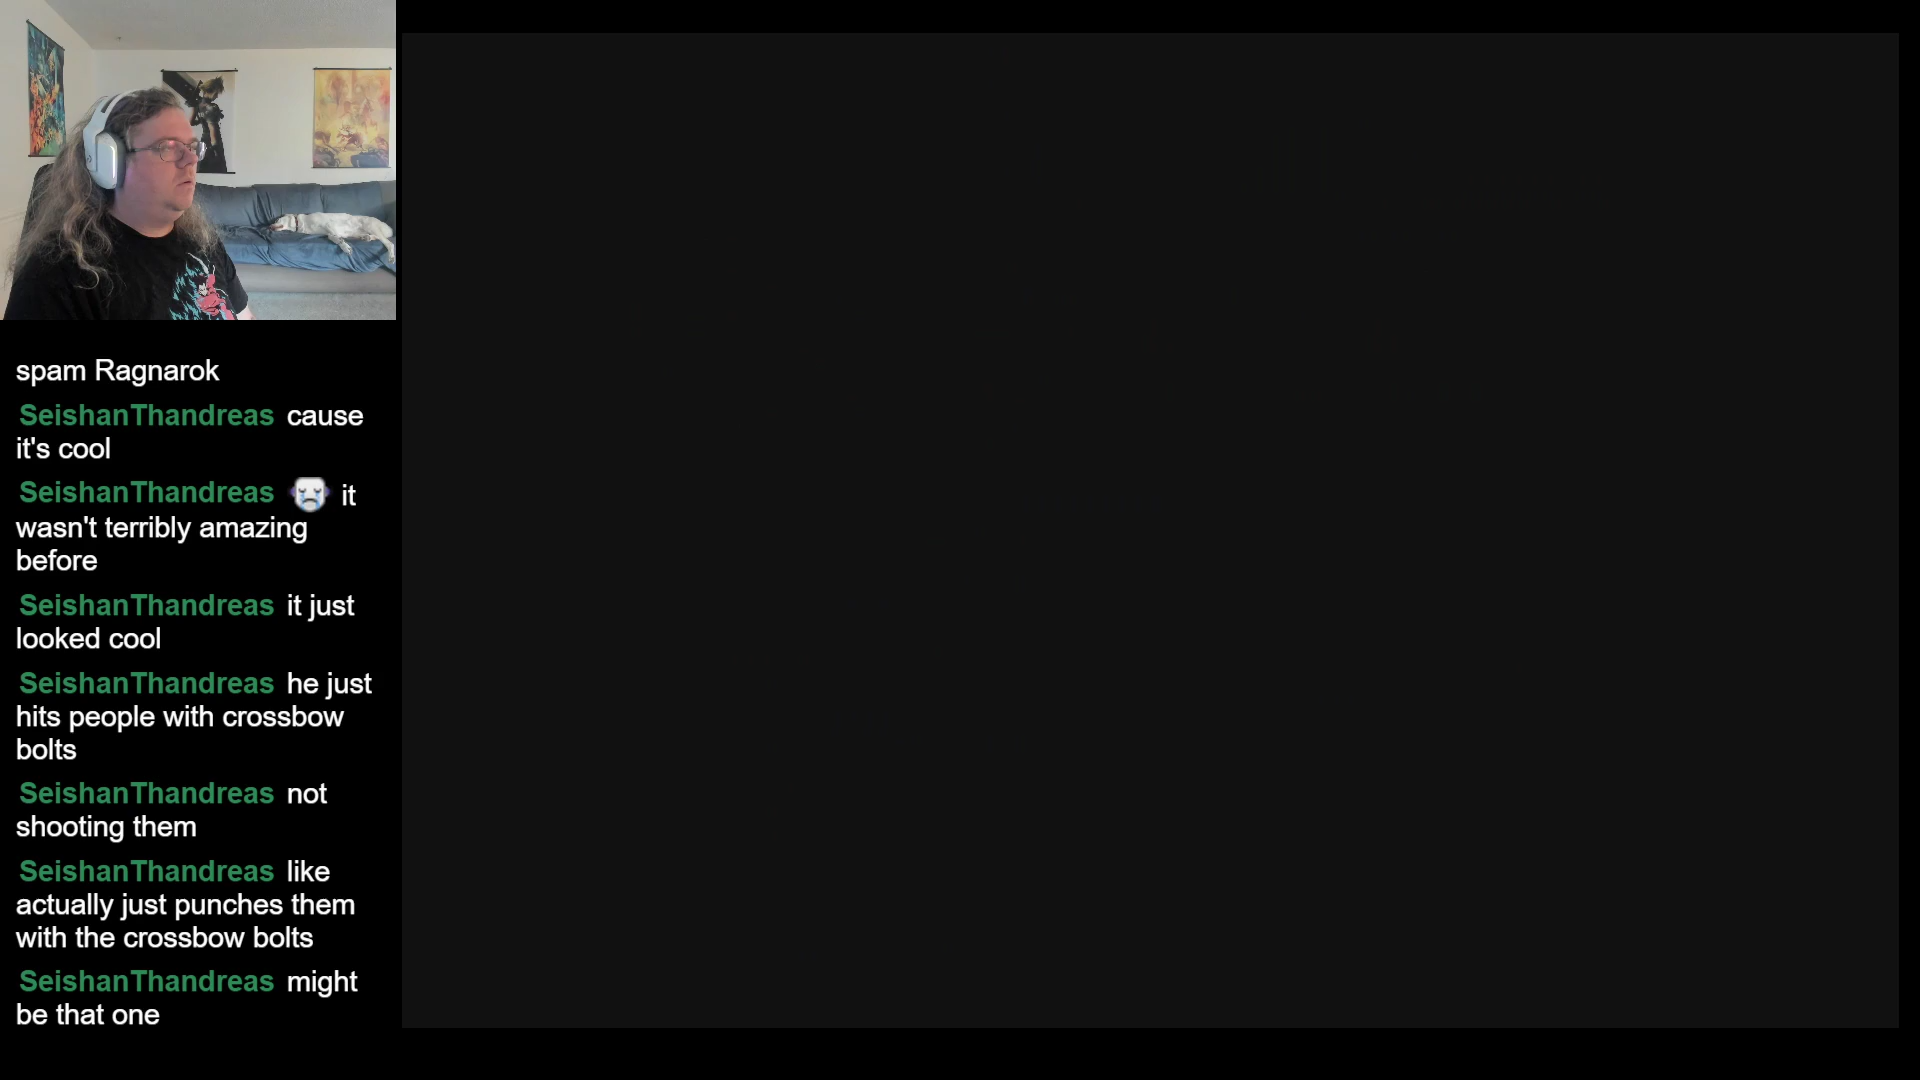 spam Ragnarok
SeishanThandreas cause
it's cool
SeishanThandreas it
wasn't terribly amazing
before
SeishanThandreas it just
looked cool
SeishanThandreas he just
hits people with crossbow
bolts
SeishanThandreas not
shooting them
SeishanThandreas like
actually just punches them
with the crossbow bolts
SeishanThandreas might
be that one